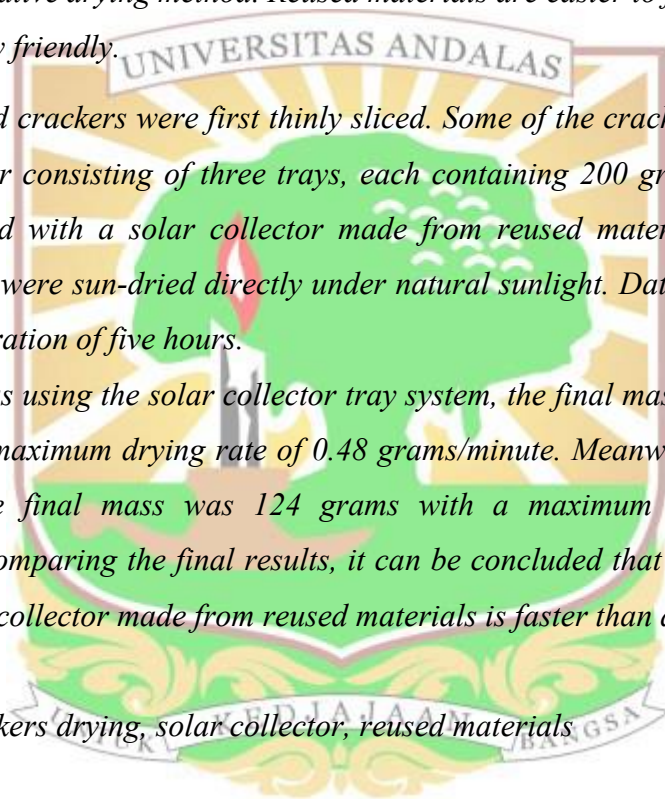 ative drying method. Reused materials are easier to
y friendly.
UNIVERSITAS ANDALAS
d crackers were first thinly sliced. Some of the crack
r consisting of three trays, each containing 200 gr
d with a solar collector made from reused mater
were sun-dried directly under natural sunlight. Dat
ration of five hours.
s using the solar collector tray system, the final mas
maximum drying rate of 0.48 grams/minute. Meanw
e final mass was 124 grams with a maximum
omparing the final results, it can be concluded that
collector made from reused materials is faster than
kers drying, solar collector, reused materials
UNTUK KEDJAJAAN BANGSA